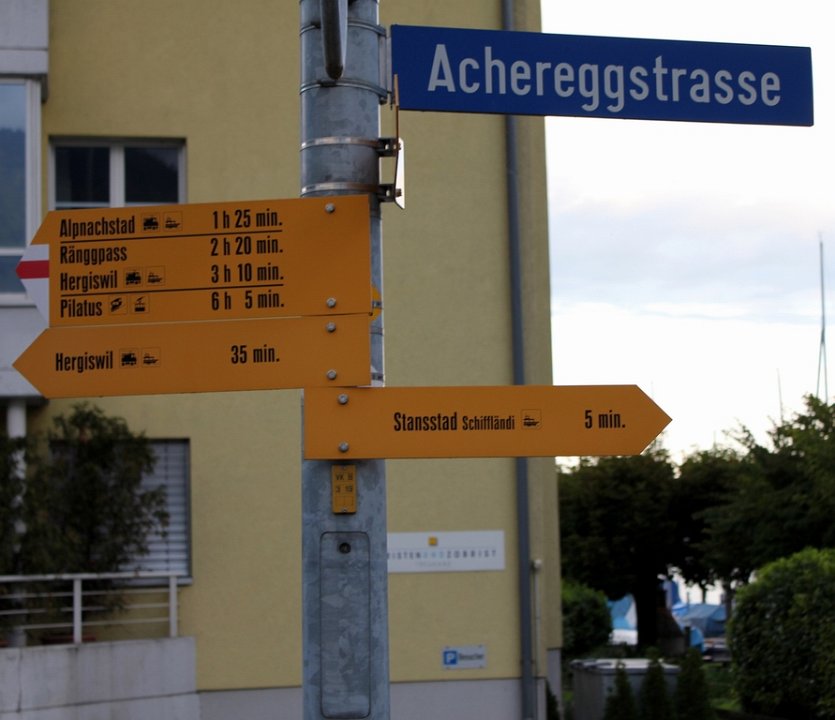 Achereggstrasse
Alpnachstad 1 h 25 min.
Ränggpass 2 h 20 min.
Hergiswil 3 h 10 min.
Pilatus 6 h 5 min.
Hergiswil 35 min.
Stansstad Schiffländi 5 min.
P Besucher